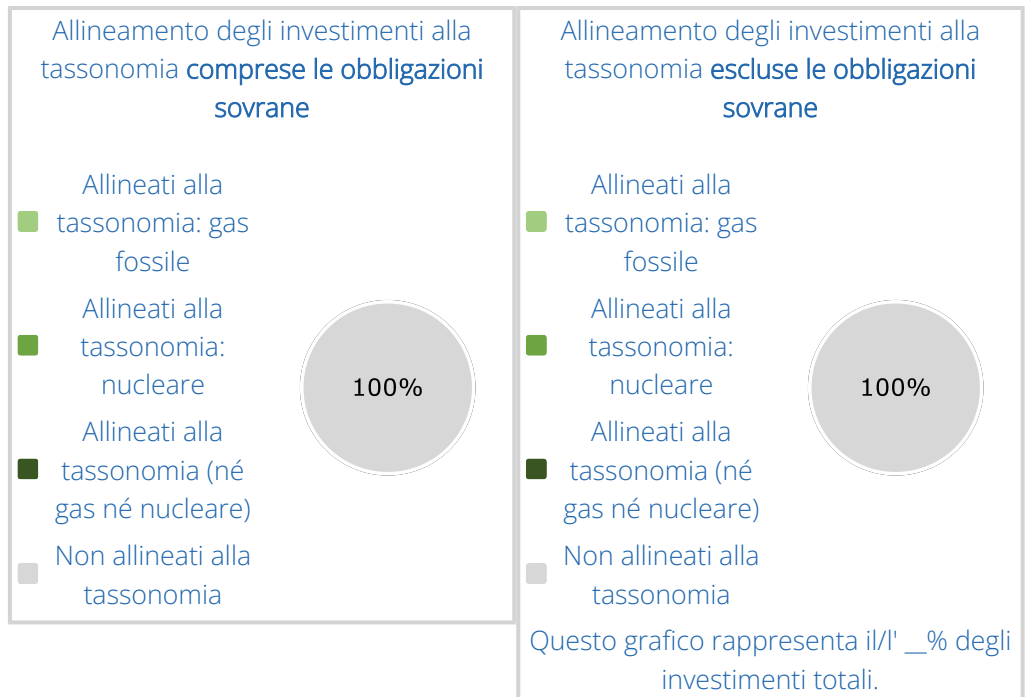 Allineamento degli investimenti alla
tassonomia comprese le obbligazioni
sovrane
Allineati alla
tassonomia: gas
fossile
Allineati alla
tassonomia:
nucleare
Allineati alla
tassonomia (né
gas né nucleare)
Non allineati alla
tassonomia
100%
Allineamento degli investimenti alla
tassonomia escluse le obbligazioni
sovrane
Allineati alla
tassonomia: gas
fossile
Allineati alla
tassonomia:
nucleare
Allineati alla
tassonomia (né
gas né nucleare)
Non allineati alla
tassonomia
100%
Questo grafico rappresenta il/l' __% degli
investimenti totali.